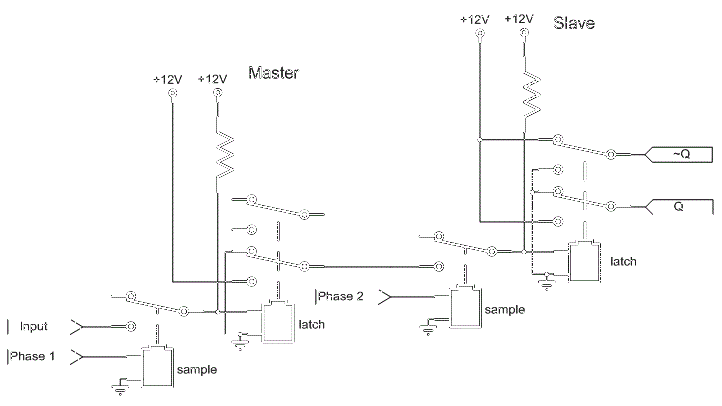 +12V +12V Slave
+12V +12V Master
~Q
Q
latch
Phase 2
sample
latch
Input
Phase 1
sample